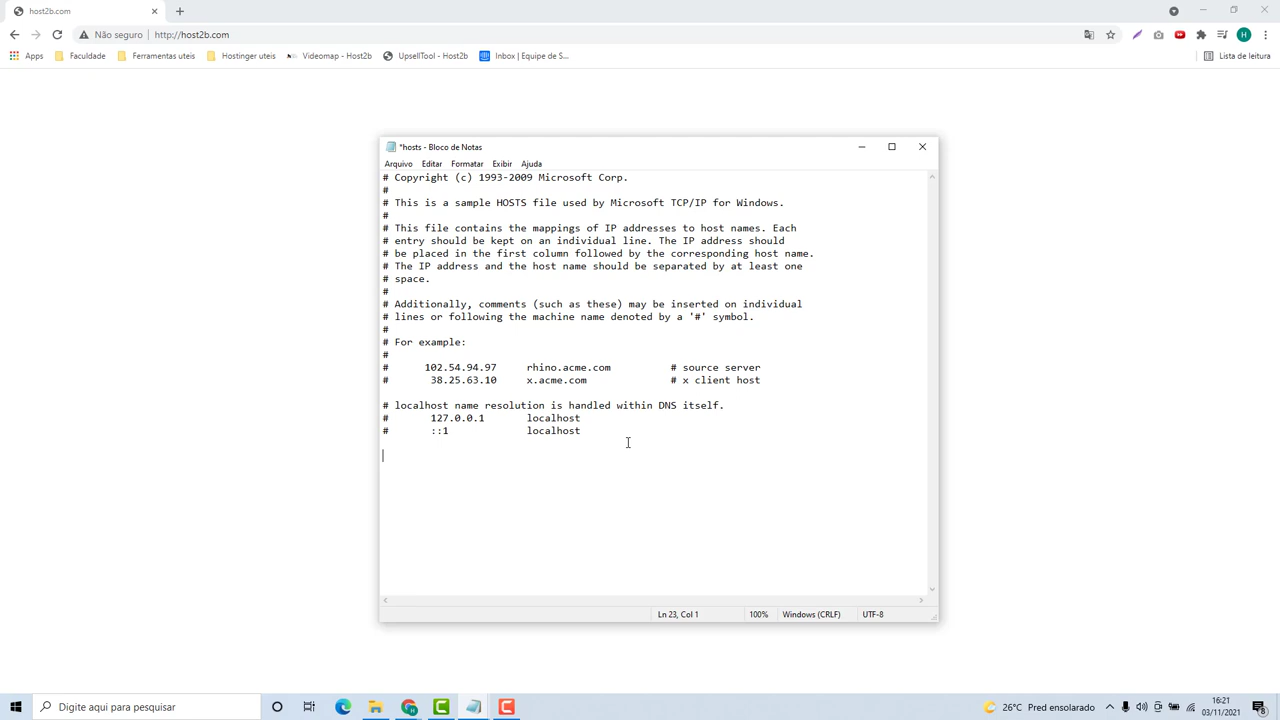 host2b.com
Não seguro
http://host2b.com
H
Apps
Faculdade
Ferramentas uteis
Hostinger uteis
Videomap - Host2b
UpsellTool - Host2b
Inbox | Equipe de S...
Lista de leitura
*hosts - Bloco de Notas
Arquivo Editar Formatar Exibir Ajuda
# Copyright (c) 1993-2009 Microsoft Corp.
#
# This is a sample HOSTS file used by Microsoft TCP/IP for Windows.
#
# This file contains the mappings of IP addresses to host names. Each
# entry should be kept on an individual line. The IP address should
# be placed in the first column followed by the corresponding host name.
# The IP address and the host name should be separated by at least one
# space.
#
# Additionally, comments (such as these) may be inserted on individual
# lines or following the machine name denoted by a '#' symbol.
#
# For example:
#
#      102.54.94.97     rhino.acme.com          # source server
#       38.25.63.10     x.acme.com              # x client host
# localhost name resolution is handled within DNS itself.
#       127.0.0.1       localhost
#       ::1             localhost
Ln 23, Col 1
100%
Windows (CRLF)
UTF-8
Digite aqui para pesquisar
26°C Pred ensolarado
16:21
03/11/2021
8